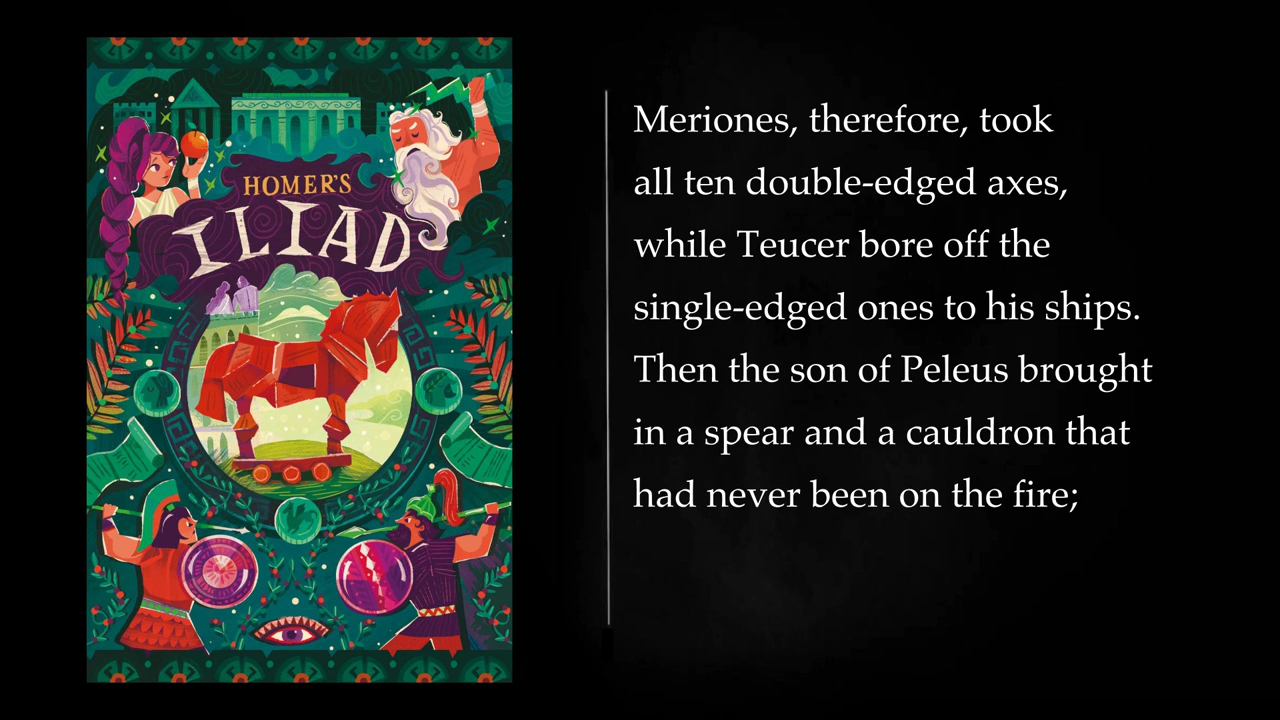 HOMER'S
ILIAD
Meriones, therefore, took
all ten double-edged axes,
while Teucer bore off the
single-edged ones to his ships.
Then the son of Peleus brought
in a spear and a cauldron that
had never been on the fire;